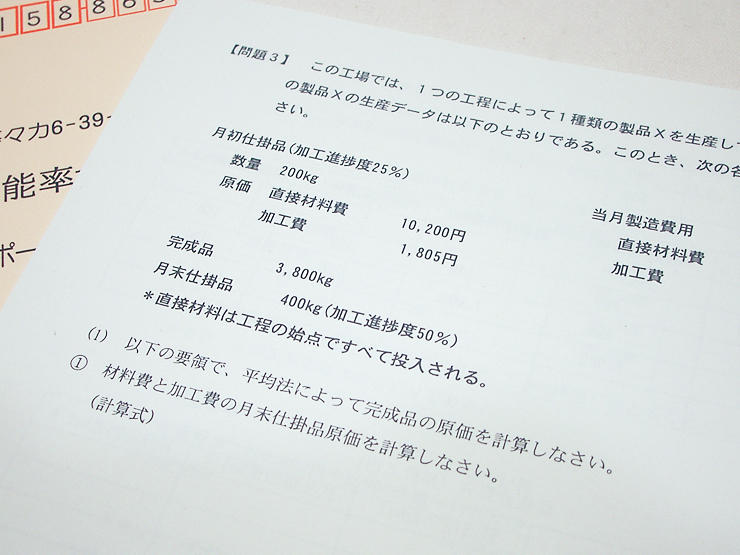 158885
々力6-39-
能率
ポー
【問題3】 この工場では、1つの工程によって1種類の製品Xを生産して
の製品Xの生産データは以下のとおりである。このとき、次の各
さい。
月初仕掛品(加工進捗度25%)
数量 200kg
原価 直接材料費 10,200円
加工費 1,805円
当月製造費用
直接材料費
加工費
完成品 3,800kg
月末仕掛品 400kg(加工進捗度50%)
*直接材料は工程の始点ですべて投入される。
(1) 以下の要領で、平均法によって完成品の原価を計算しなさい。
① 材料費と加工費の月末仕掛品原価を計算しなさい。
(計算式)